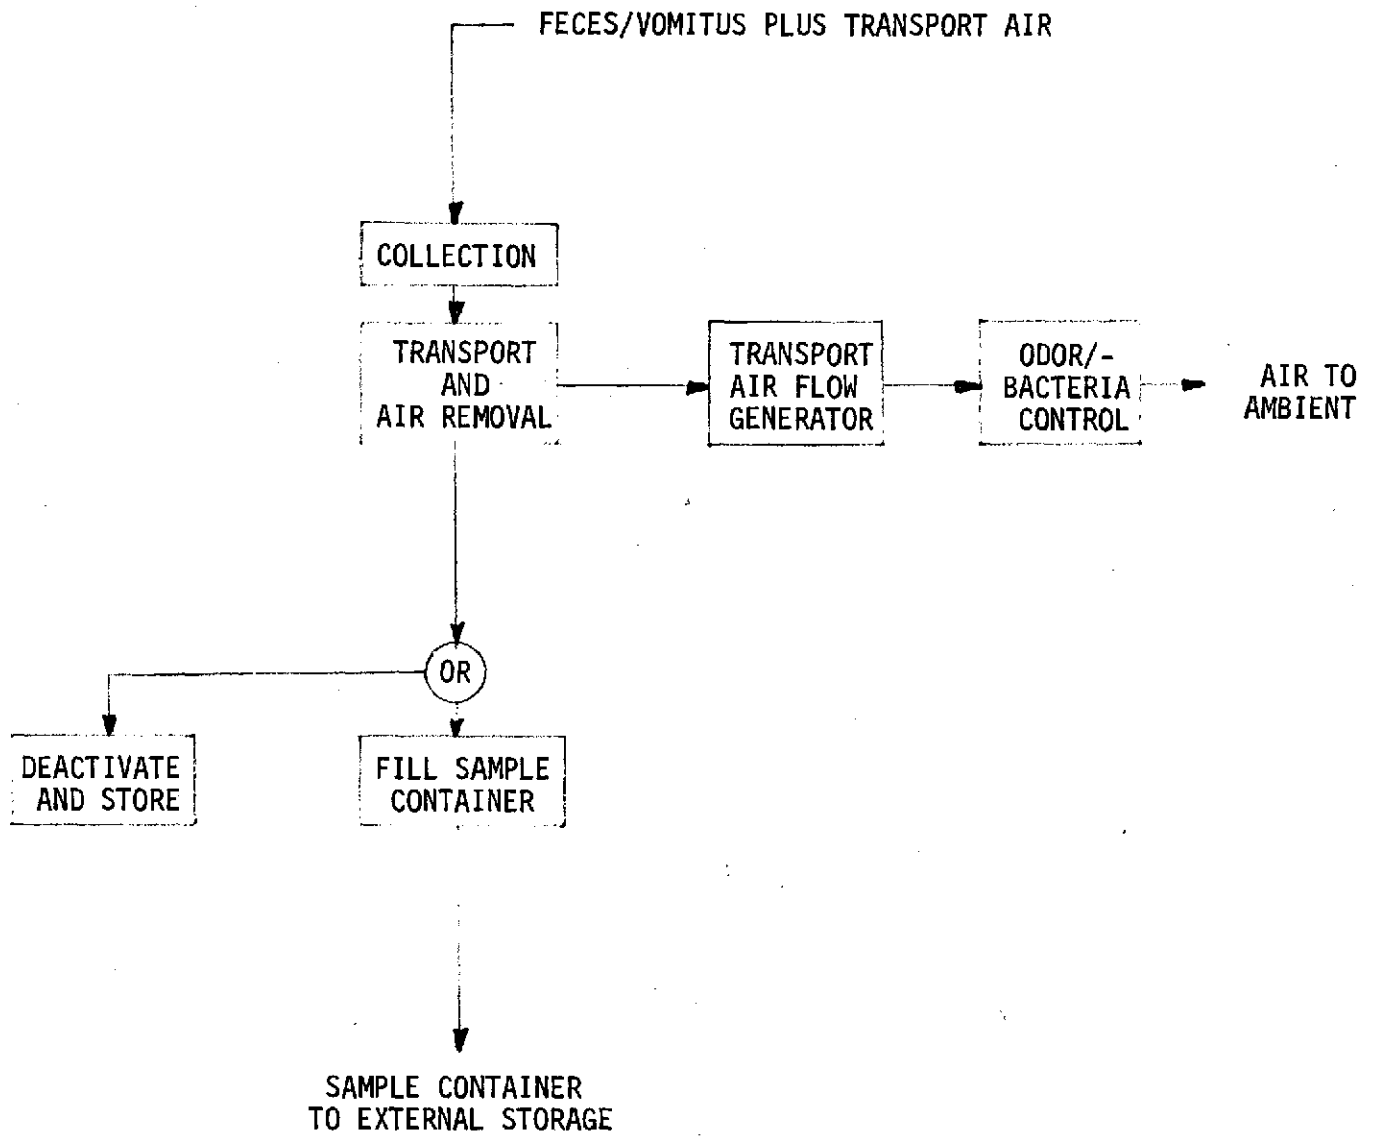 FECES/VOMITUS PLUS TRANSPORT AIR
COLLECTION
TRANSPORT
AND
AIR REMOVAL
TRANSPORT
AIR FLOW
GENERATOR
ODOR/-
BACTERIA
CONTROL
AIR TO
AMBIENT
OR
DEACTIVATE
AND STORE
FILL SAMPLE
CONTAINER
SAMPLE CONTAINER
TO EXTERNAL STORAGE